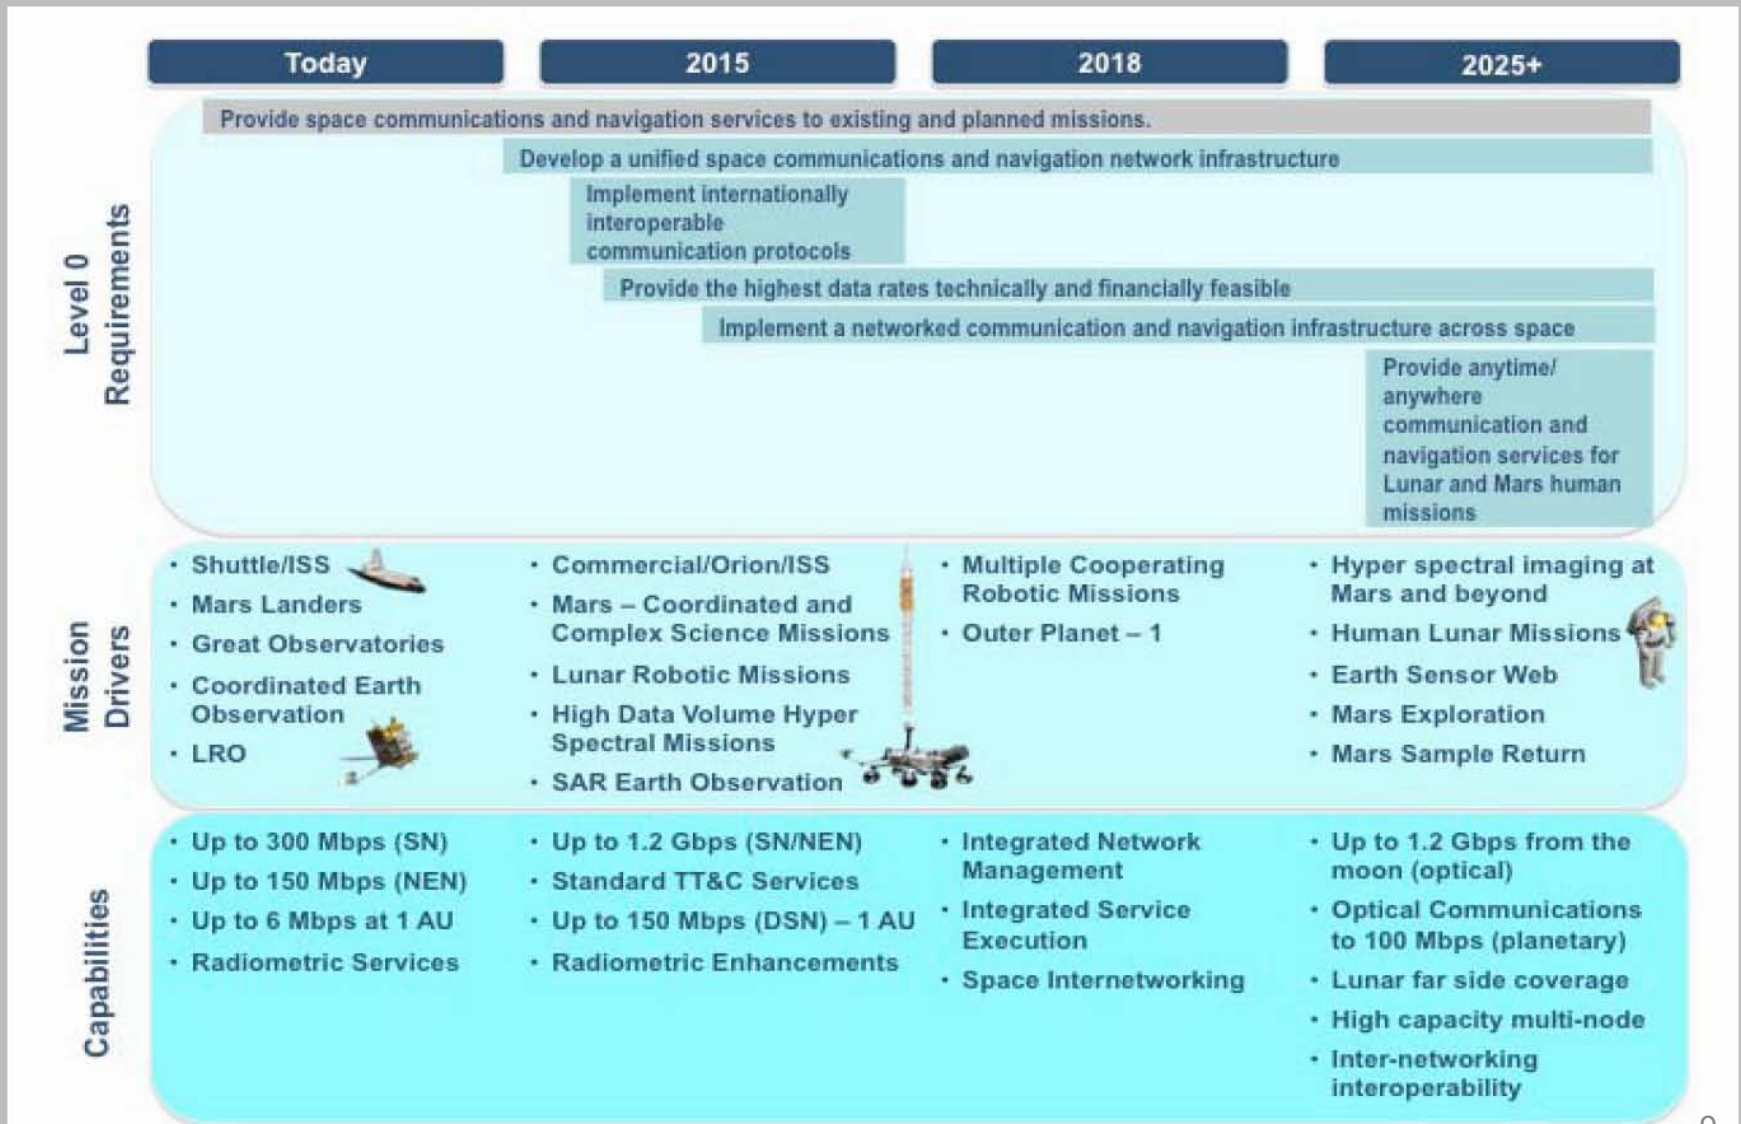 Today
2015
2018
2025+
Level 0
Requirements
Provide space communications and navigation services to existing and planned missions.
Develop a unified space communications and navigation network infrastructure
Implement internationally
interoperable
communication protocols
Provide the highest data rates technically and financially feasible
Implement a networked communication and navigation infrastructure across space
Provide anytime/
anywhere
communication and
navigation services for
Lunar and Mars human
missions
Mission
Drivers
• Shuttle/ISS
• Mars Landers
• Great Observatories
• Coordinated Earth
Observation
• LRO
• Commercial/Orion/ISS
• Mars – Coordinated and
Complex Science Missions
• Lunar Robotic Missions
• High Data Volume Hyper
Spectral Missions
• SAR Earth Observation
• Multiple Cooperating
Robotic Missions
• Outer Planet – 1
• Hyper spectral imaging at
Mars and beyond
• Human Lunar Missions
• Earth Sensor Web
• Mars Exploration
• Mars Sample Return
Capabilities
• Up to 300 Mbps (SN)
• Up to 150 Mbps (NEN)
• Up to 6 Mbps at 1 AU
• Radiometric Services
• Up to 1.2 Gbps (SN/NEN)
• Standard TT&C Services
• Up to 150 Mbps (DSN) – 1 AU
• Radiometric Enhancements
• Integrated Network
Management
• Integrated Service
Execution
• Space Internetworking
• Up to 1.2 Gbps from the
moon (optical)
• Optical Communications
to 100 Mbps (planetary)
• Lunar far side coverage
• High capacity multi-node
• Inter-networking
interoperability